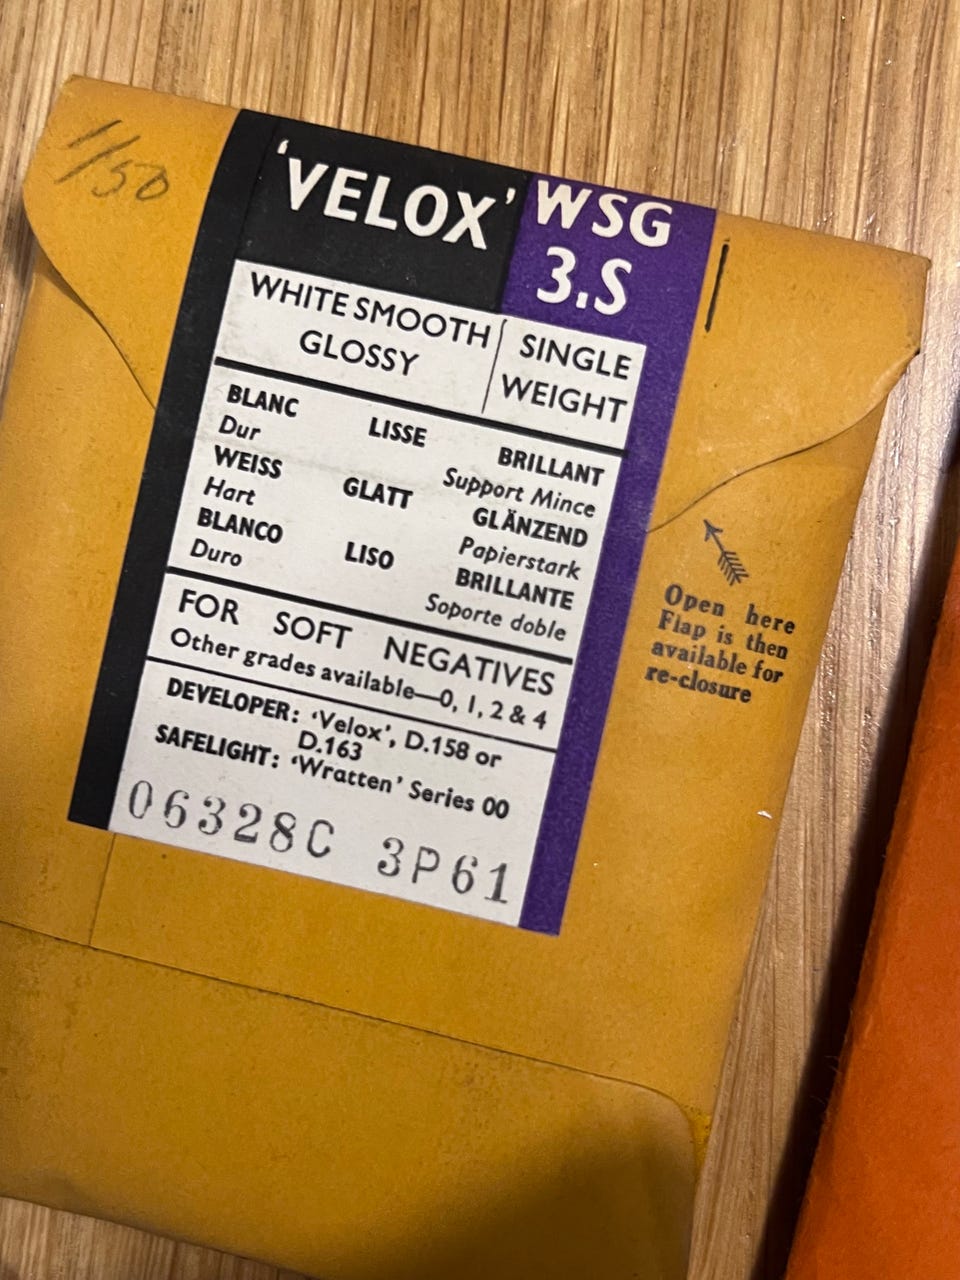 1/50
'VELOX' WSG
3.S
WHITE SMOOTH GLOSSY
SINGLE WEIGHT
BLANC LISSE BRILLANT
Dur Support Mince
WEISS GLATT GLÄNZEND
Hart Papierstark
BLANCO LISO BRILLANTE
Duro Soporte doble
FOR SOFT NEGATIVES
Other grades available—0, 1, 2 & 4
DEVELOPER: 'Velox', D.158 or
D.163
SAFELIGHT: 'Wratten' Series 00
06328C 3P61
Open here
Flap is then
available for
re-closure